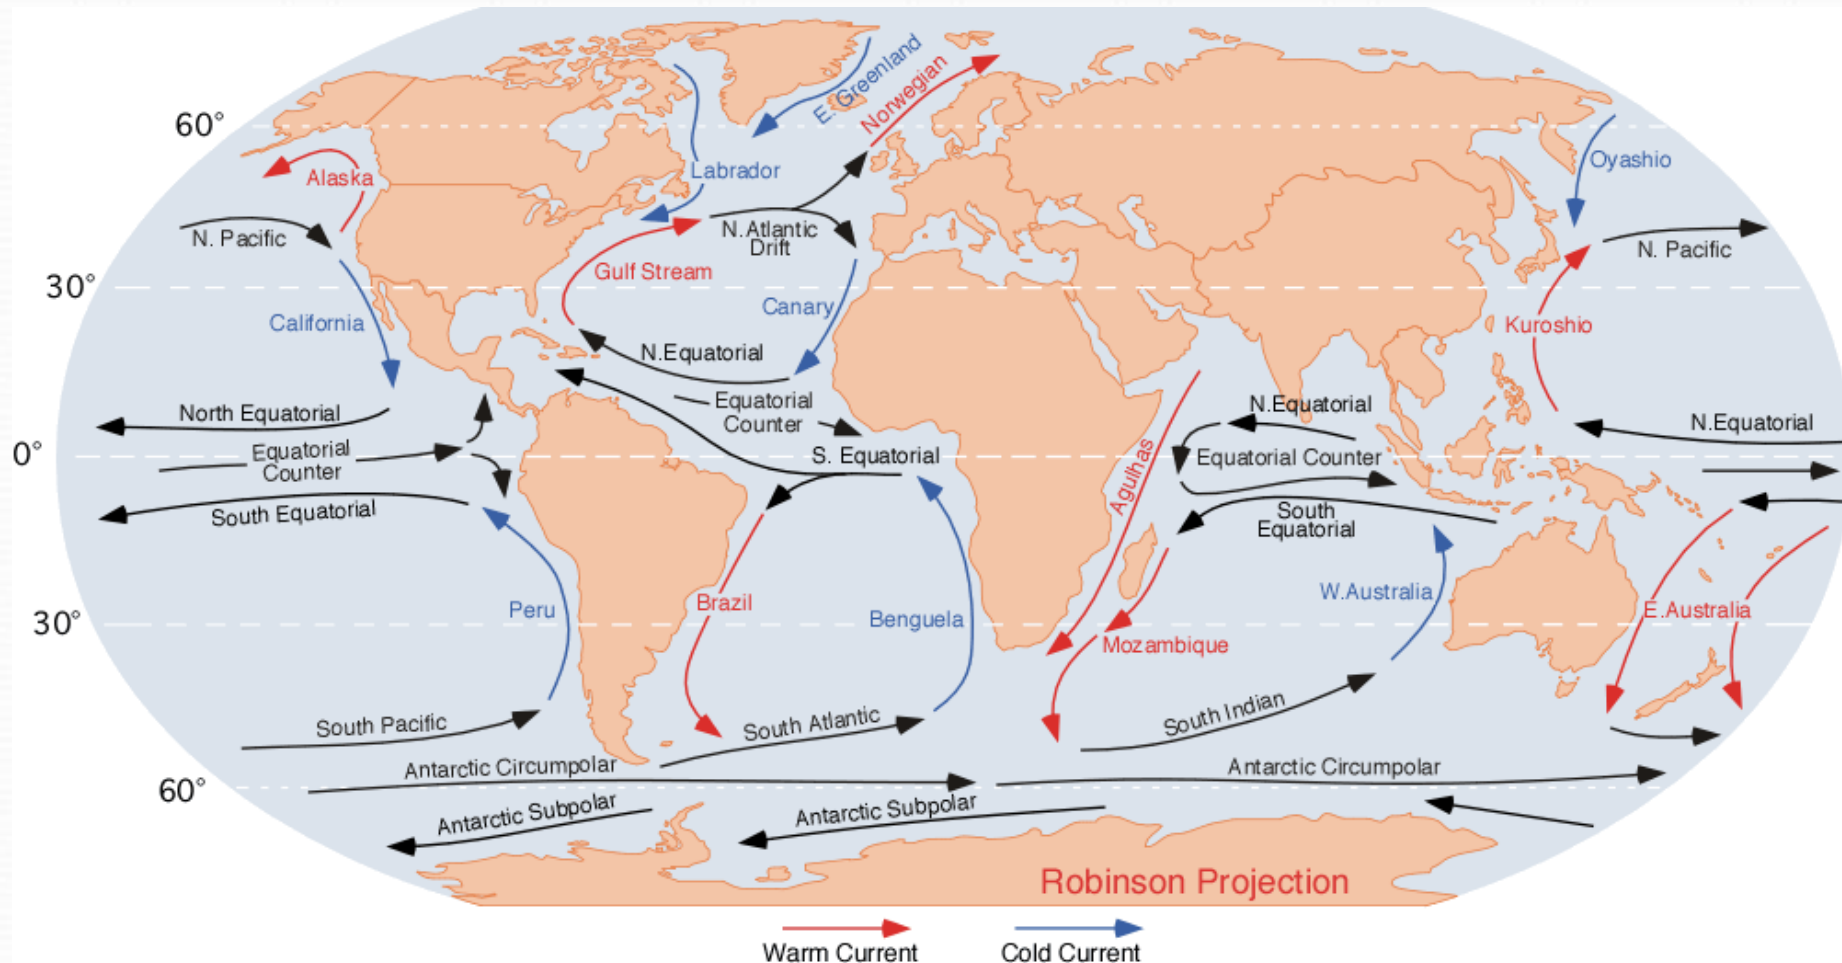 E. Greenland
Norwegian
60°
Labrador
Oyashio
Alaska
N. Pacific
N.Atlantic
Drift
N. Pacific
Gulf Stream
30°
California
Canary
Kuroshio
N.Equatorial
North Equatorial
Equatorial
Counter
N.Equatorial
N.Equatorial
0°
Equatorial
Counter
S. Equatorial
Agulhas
Equatorial Counter
South Equatorial
South
Equatorial
Peru
Brazil
Benguela
W.Australia
E.Australia
30°
Mozambique
South Pacific
South Atlantic
South Indian
Antarctic Circumpolar
Antarctic Circumpolar
60°
Antarctic Subpolar
Antarctic Subpolar
Robinson Projection
Warm Current
Cold Current